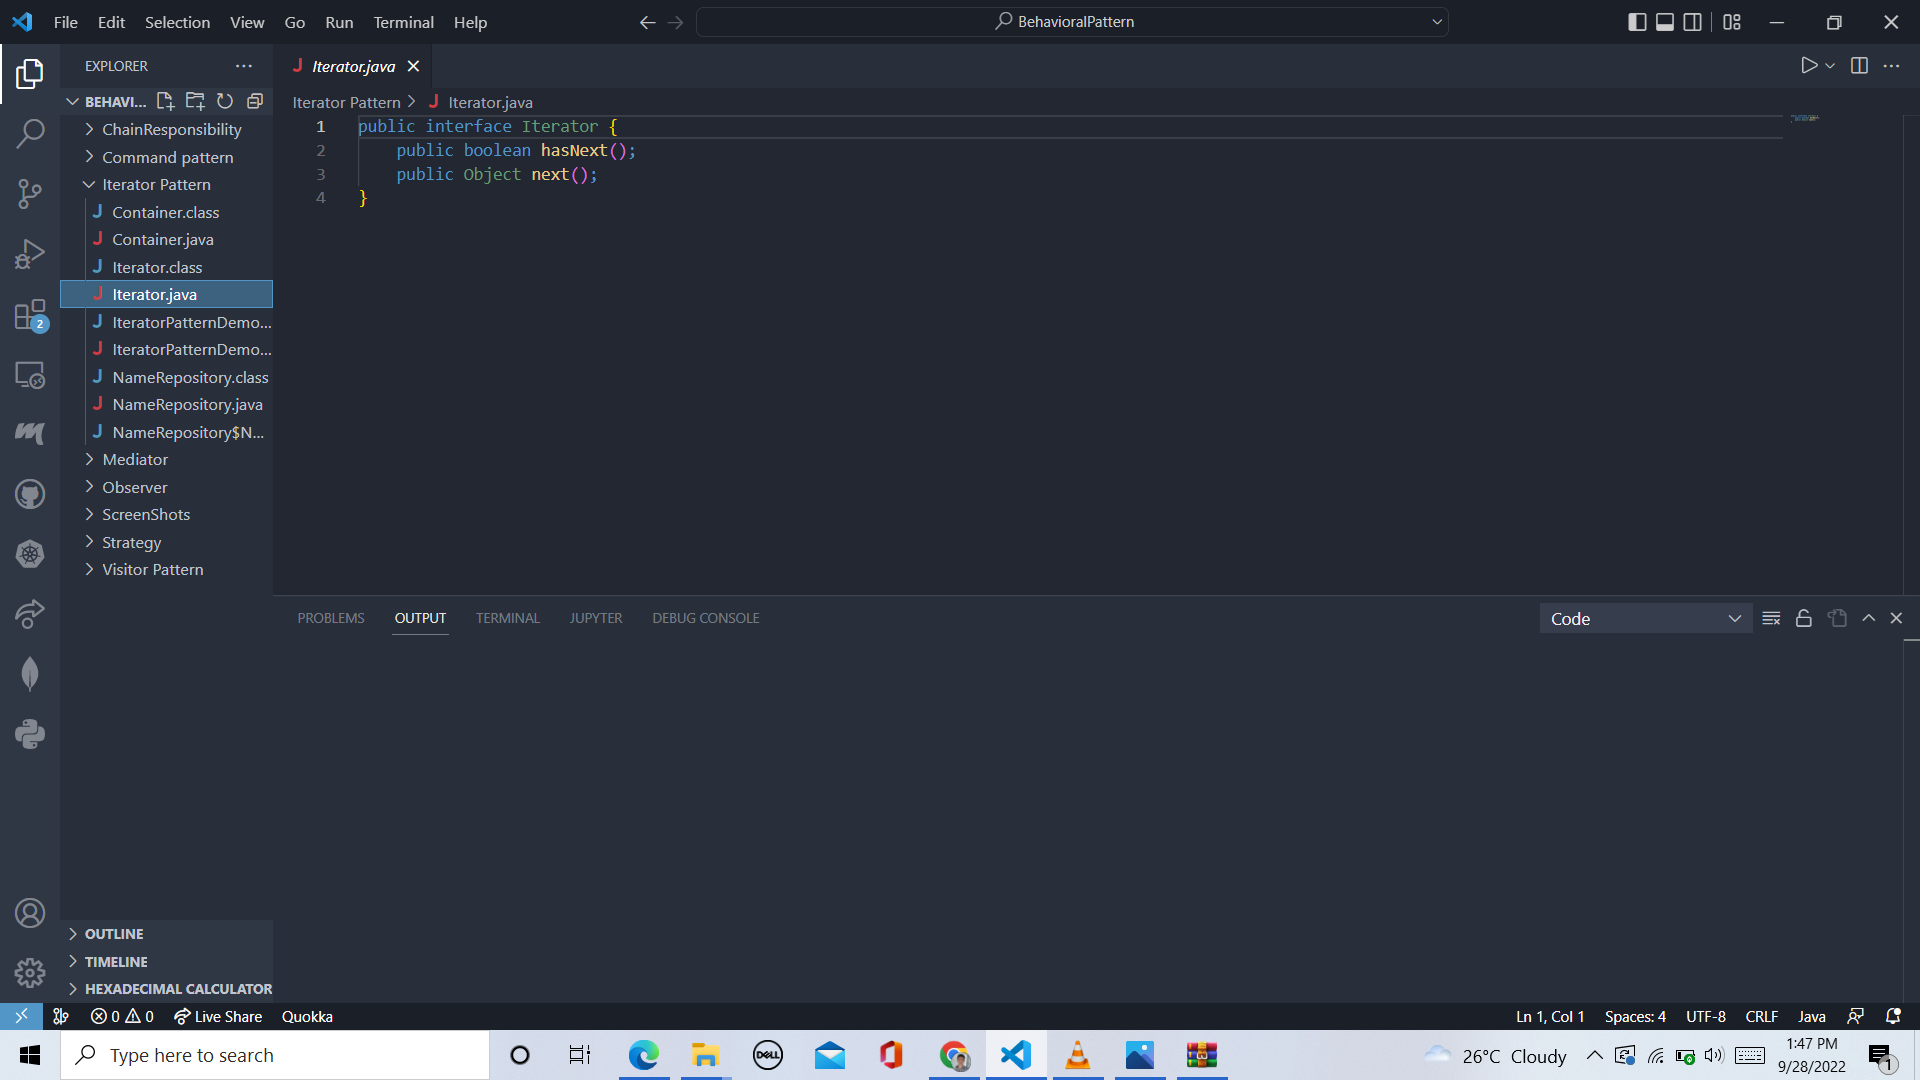 File Edit Selection View Go Run Terminal Help
BehavioralPattern
EXPLORER
Iterator.java
BEHAVI...
Iterator Pattern > Iterator.java
ChainResponsibility
Command pattern
Iterator Pattern
Container.class
Container.java
Iterator.class
Iterator.java
IteratorPatternDemo...
IteratorPatternDemo...
NameRepository.class
NameRepository.java
NameRepository$N...
Mediator
Observer
ScreenShots
Strategy
Visitor Pattern
1 public interface Iterator {
2 public boolean hasNext();
3 public Object next();
4 }
2
PROBLEMS OUTPUT TERMINAL JUPYTER DEBUG CONSOLE
Code
OUTLINE
TIMELINE
HEXADECIMAL CALCULATOR
0 0 Live Share Quokka
Ln 1, Col 1 Spaces: 4 UTF-8 CRLF Java
Type here to search
DELL
26°C Cloudy
1:47 PM
9/28/2022
1